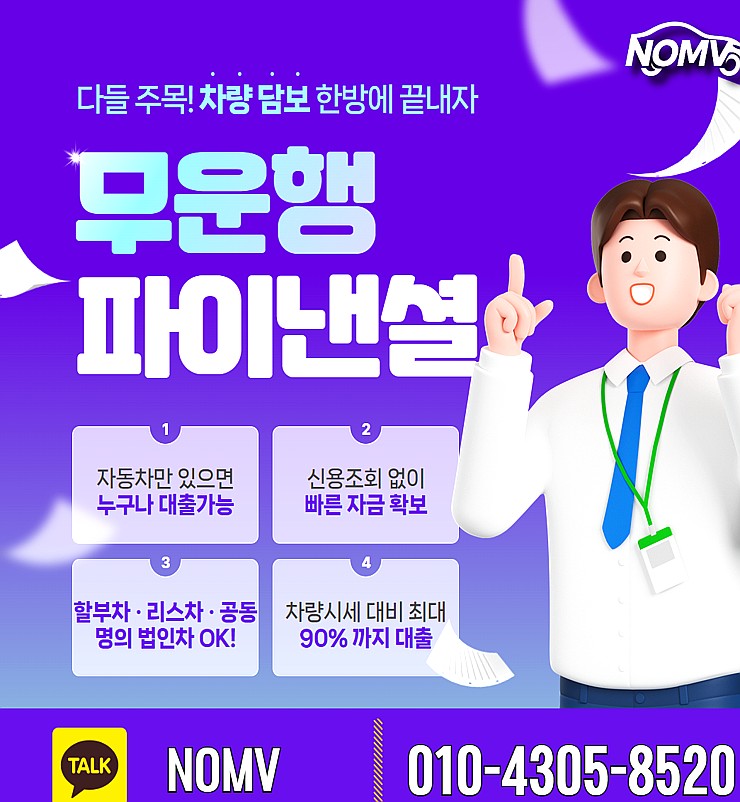 NOMV
다들 주목! 차량 담보 한방에 끝내자
무운행
파이낸셜
1
자동차만 있으면
누구나 대출가능
2
신용조회 없이
빠른 자금 확보
3
할부차 · 리스차 · 공동
명의 법인차 OK!
4
차량시세 대비 최대
90% 까지 대출
TALK
NOMV
010-4305-8520